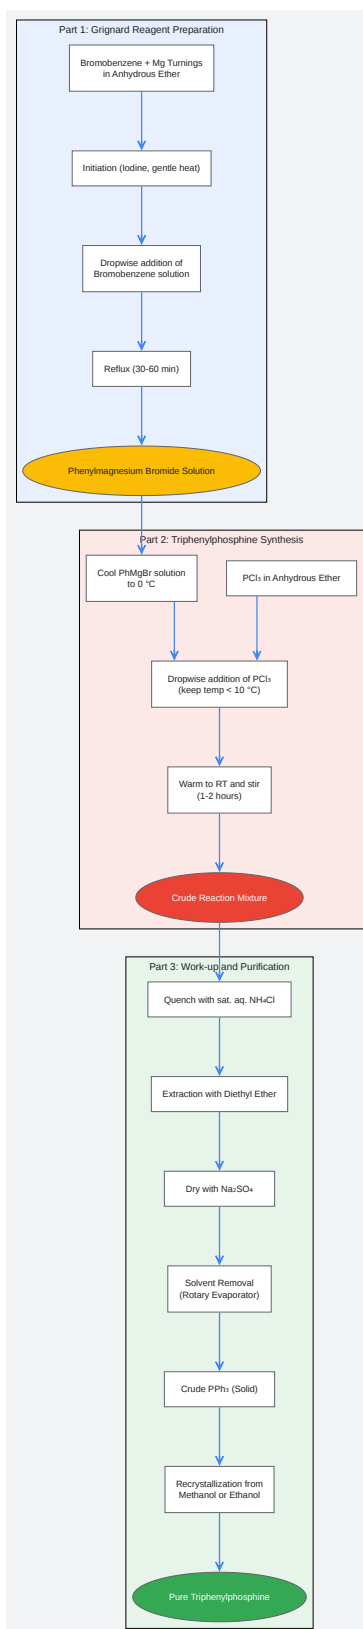 Part 1: Grignard Reagent Preparation
Bromobenzene + Mg Turnings
in Anhydrous Ether
Initiation (Iodine, gentle heat)
Dropwise addition of
Bromobenzene solution
Reflux (30-60 min)
Phenylmagnesium Bromide Solution
Part 2: Triphenylphosphine Synthesis
Cool PhMgBr solution
to 0 °C
PCl₃ in Anhydrous Ether
Dropwise addition of PCl₃
(keep temp < 10 °C)
Warm to RT and stir
(1-2 hours)
Crude Reaction Mixture
Part 3: Work-up and Purification
Quench with sat. aq. NH₄Cl
Extraction with Diethyl Ether
Dry with Na₂SO₄
Solvent Removal
(Rotary Evaporator)
Crude PPh₃ (Solid)
Recrystallization from
Methanol or Ethanol
Pure Triphenylphosphine